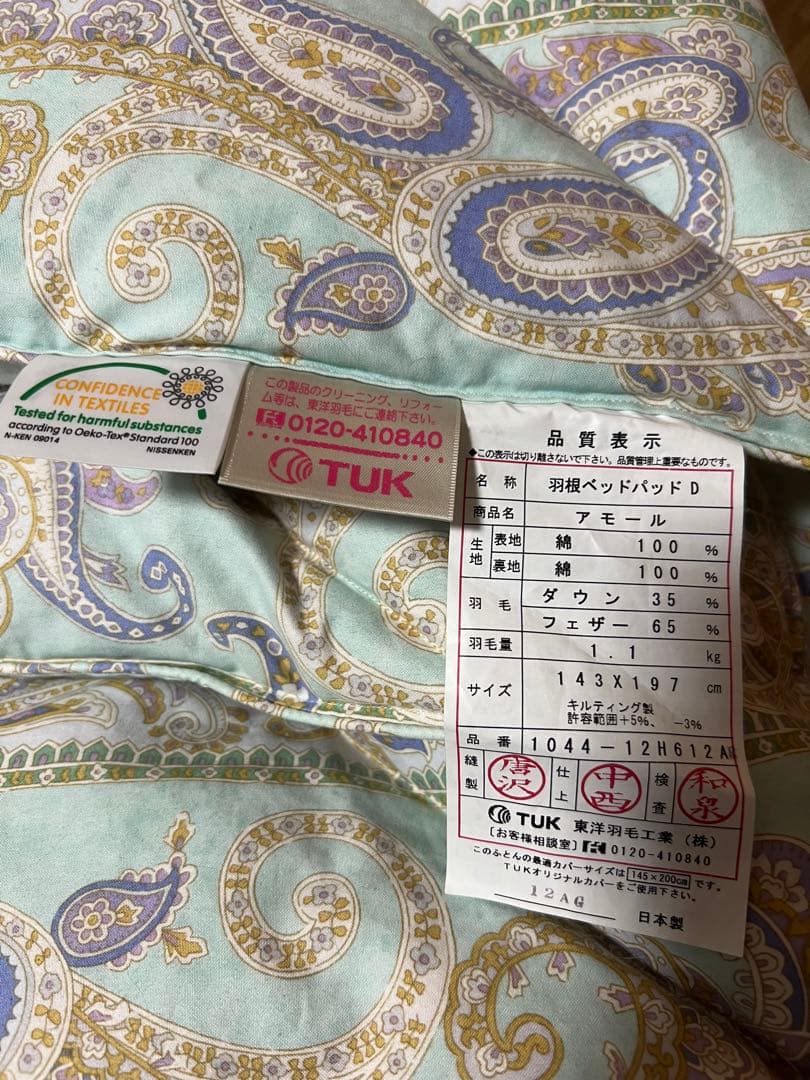 CONFIDENCE
IN TEXTILES
Tested for harmful substances
according to Oeko-Tex® Standard 100
N-KEN 09014
NISSENKEN
この製品のクリーニング、リフォー
ム等は、東洋羽毛にご連絡下さい。
0120-410840
TUK
品質表示
◆この表示は切り離さないで下さい。品質管理上重要なものです。
名称 羽根ベッドパッド D
商品名 アモール
生地 表地 綿 100 %
裏地 綿 100 %
羽毛 ダウン 35 %
フェザー 65 %
羽毛量 1.1 kg
サイズ 143X197 cm
キルティング製
許容範囲+5%、 -3%
品番 1044-12H612A
縫製 唐沢 仕上 中西 検査 和泉
TUK 東洋羽毛工業(株)
[お客様相談室] 0120-410840
このふとんの最適カバーサイズは 145×200cm です。
TUKオリジナルカバーをご使用下さい。
12AG 日本製